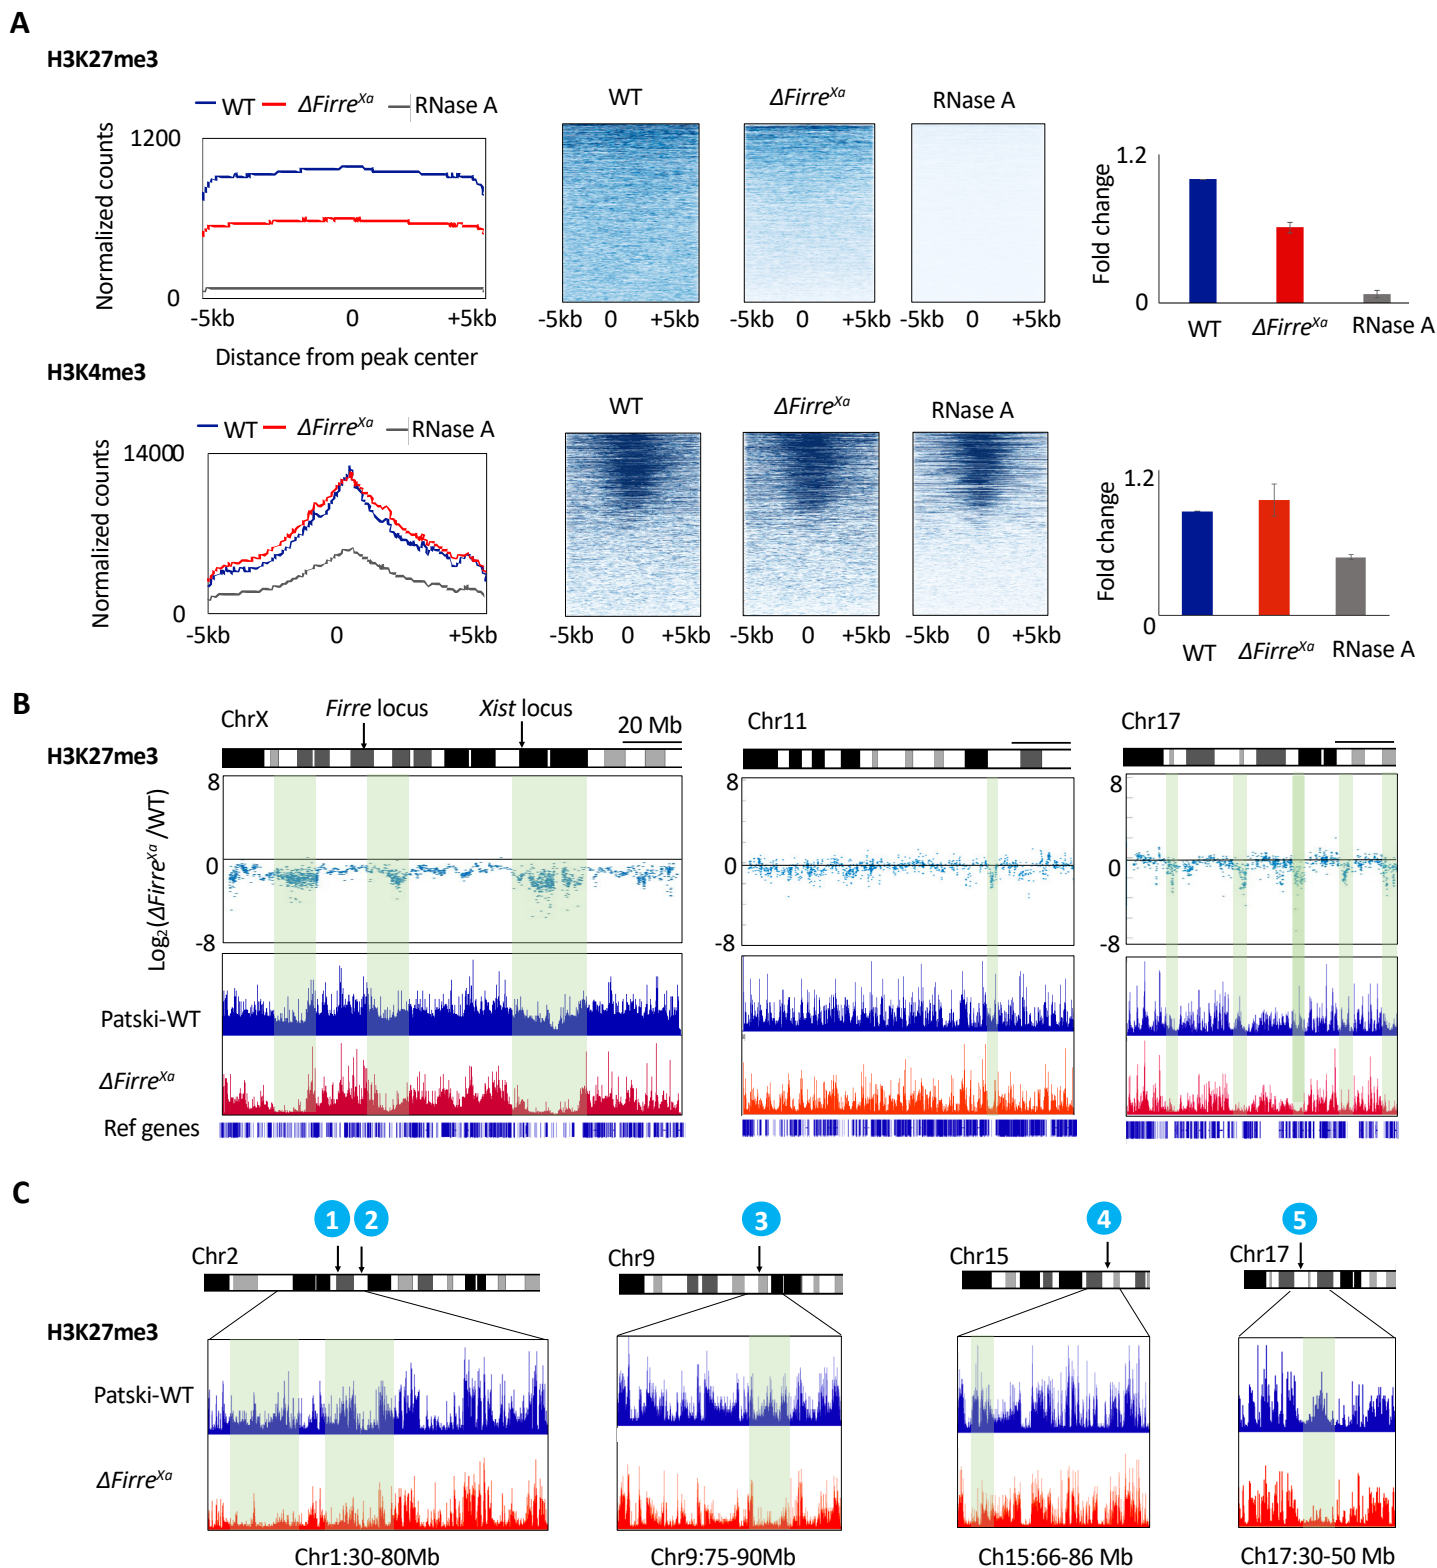 A
H3K27me3
WT ΔFirreXa RNase A
WT ΔFirreXa RNase A
Normalized counts
1200
0
-5kb 0 +5kb
Distance from peak center
-5kb 0 +5kb -5kb 0 +5kb -5kb 0 +5kb
Fold change
1.2
0
WT ΔFirreXa RNase A
H3K4me3
WT ΔFirreXa RNase A
WT ΔFirreXa RNase A
Normalized counts
14000
0
-5kb 0 +5kb
-5kb 0 +5kb -5kb 0 +5kb -5kb 0 +5kb
Fold change
1.2
0
WT ΔFirreXa RNase A
B
ChrX Firre locus Xist locus 20 Mb Chr11 Chr17
H3K27me3
Log2(ΔFirreXa /WT)
8 8 8
0 0 0
-8 -8 -8
Patski-WT
ΔFirreXa
Ref genes
C
1 2 3 4 5
Chr2 Chr9 Chr15 Chr17
H3K27me3
Patski-WT
ΔFirreXa
Chr1:30-80Mb Chr9:75-90Mb Ch15:66-86 Mb Ch17:30-50 Mb